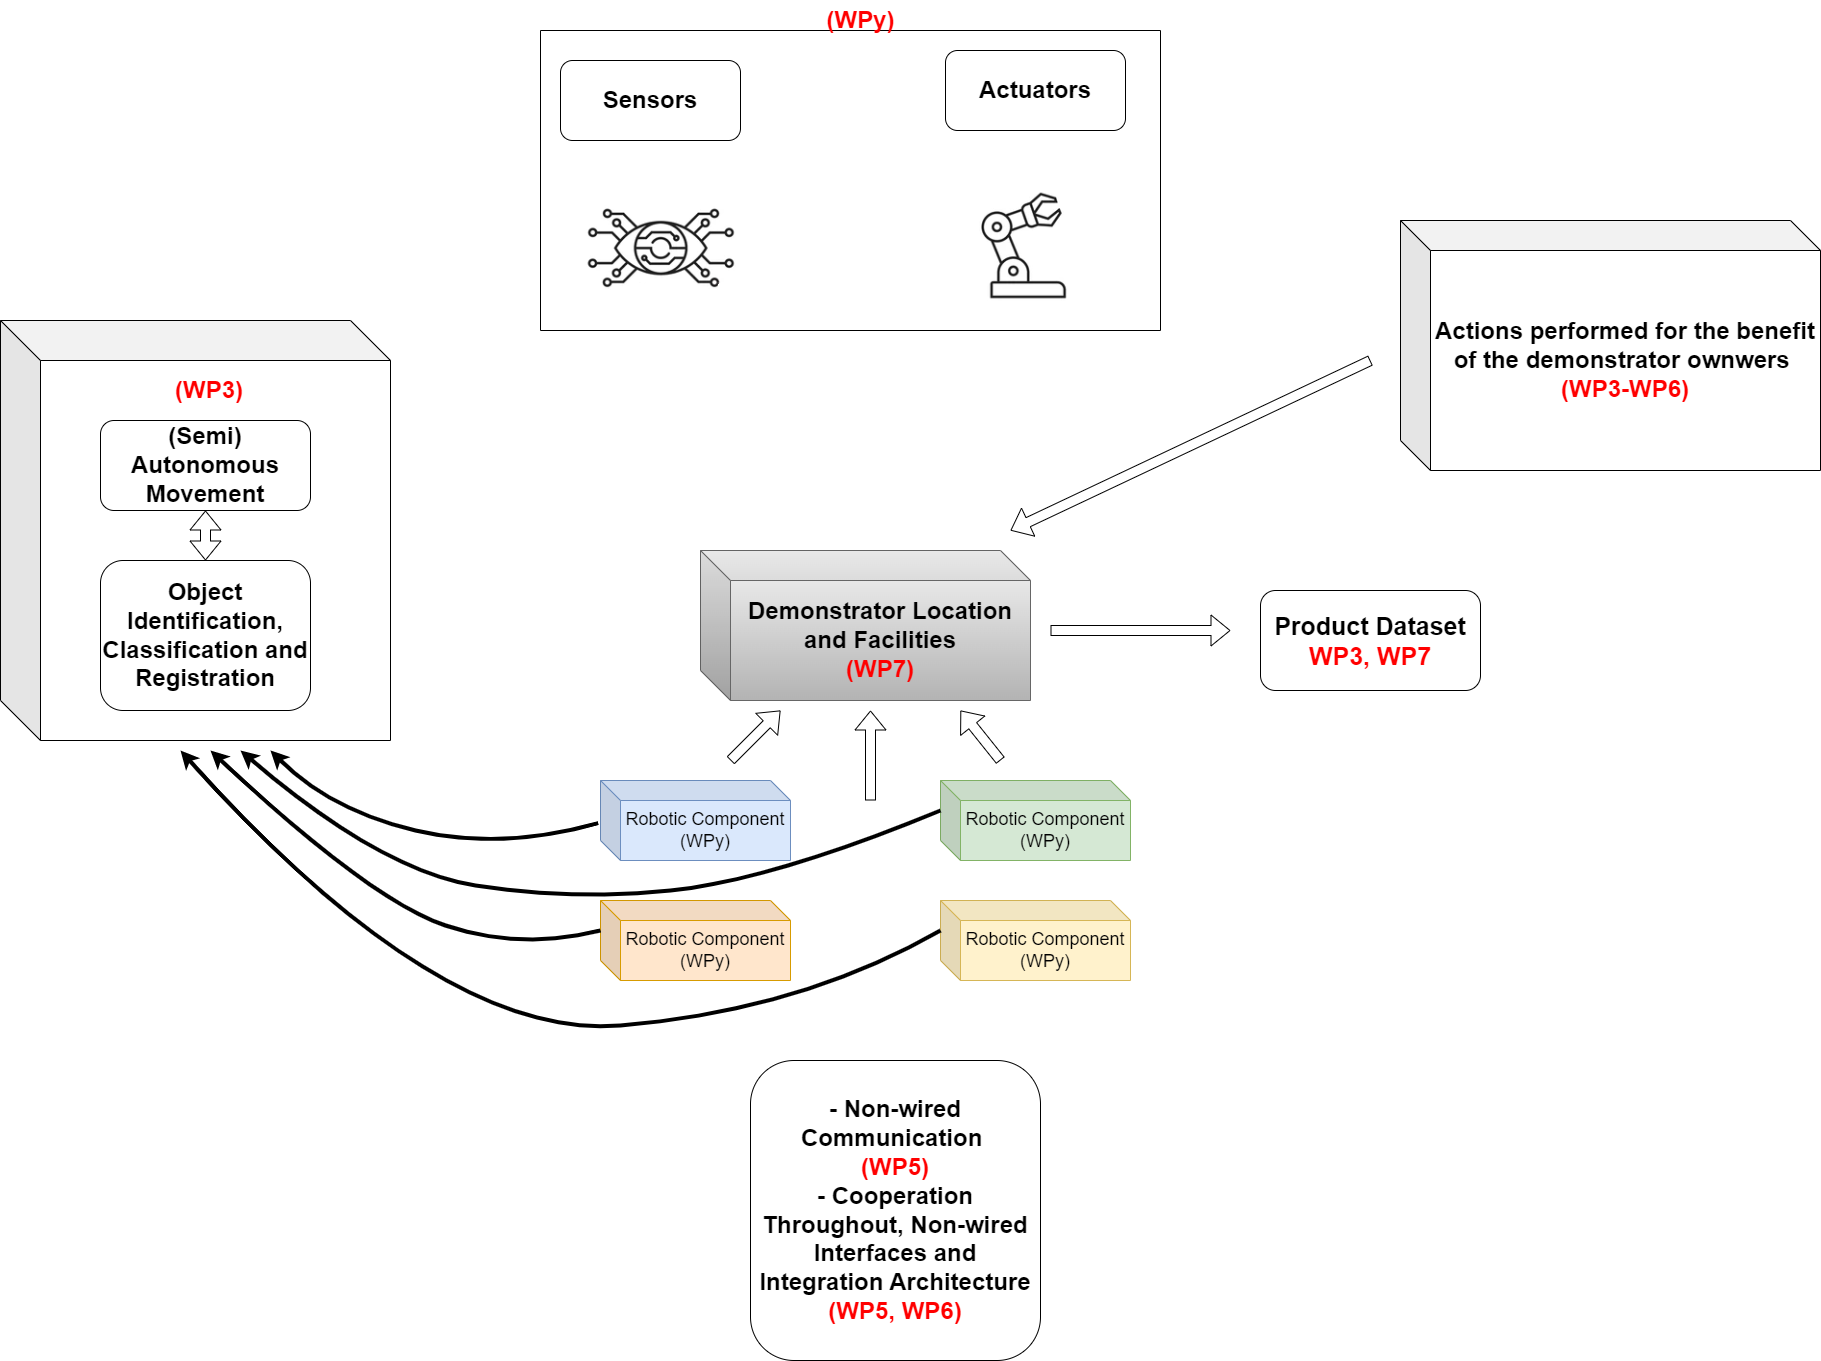 (WPy)
Sensors
Actuators
Actions performed for the benefit
of the demonstrator ownwers
(WP3-WP6)
(WP3)
(Semi)
Autonomous
Movement
Object
Identification,
Classification and
Registration
Demonstrator Location
and Facilities
(WP7)
Product Dataset
WP3, WP7
Robotic Component
(WPy)
Robotic Component
(WPy)
Robotic Component
(WPy)
Robotic Component
(WPy)
- Non-wired
Communication
(WP5)
- Cooperation
Throughout, Non-wired
Interfaces and
Integration Architecture
(WP5, WP6)